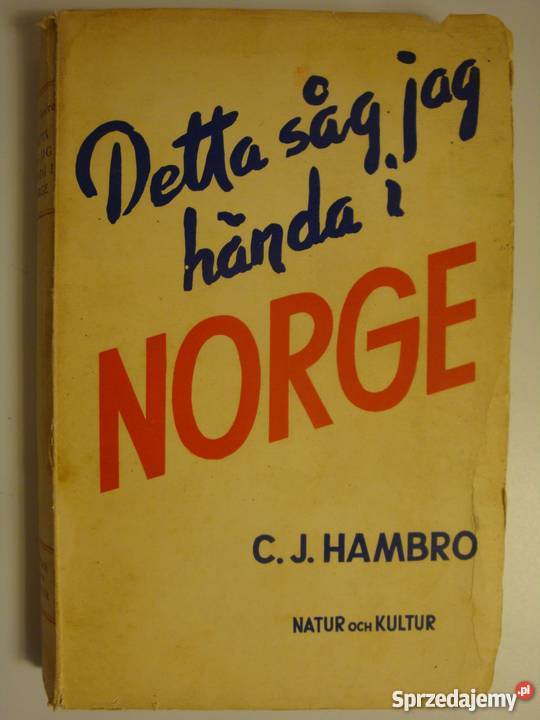 Detta såg jag
hända i
NORGE
C. J. HAMBRO
NATUR OCH KULTUR
Sprzedajemy.pl